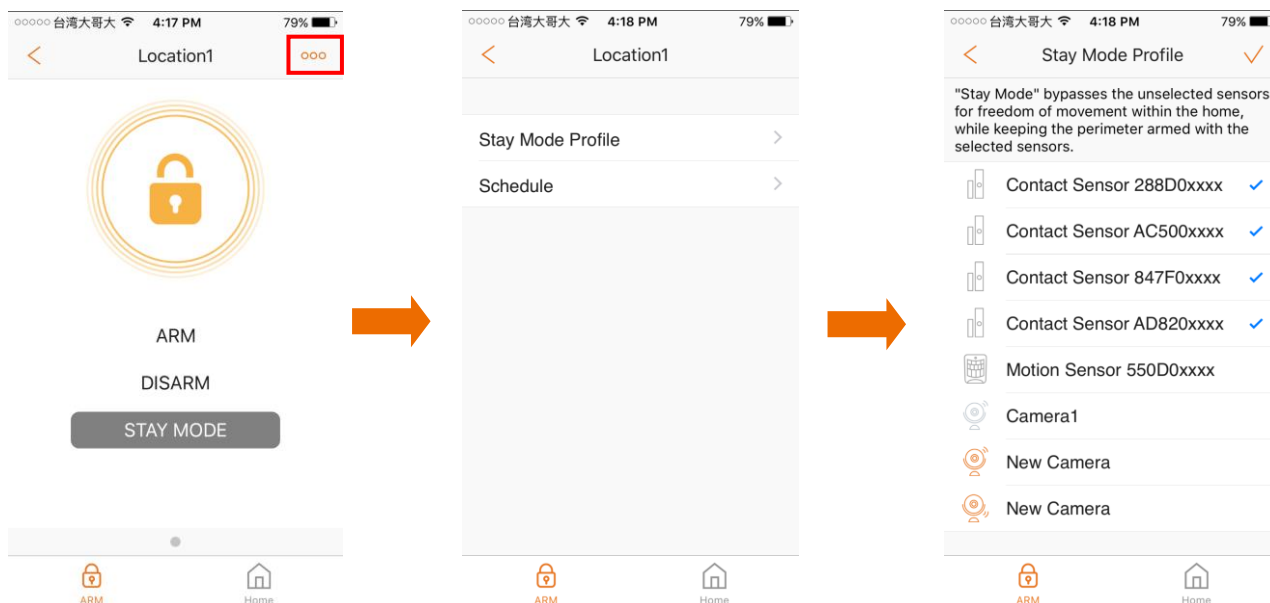 台湾大哥大 4:17 PM 79%
Location1
ARM
DISARM
STAY MODE
ARM Home
台湾大哥大 4:18 PM 79%
Location1
Stay Mode Profile
Schedule
ARM Home
台湾大哥大 4:18 PM 79%
Stay Mode Profile
"Stay Mode" bypasses the unselected sensors
for freedom of movement within the home,
while keeping the perimeter armed with the
selected sensors.
Contact Sensor 288D0xxxx
Contact Sensor AC500xxxx
Contact Sensor 847F0xxxx
Contact Sensor AD820xxxx
Motion Sensor 550D0xxxx
Camera1
New Camera
New Camera
ARM Home